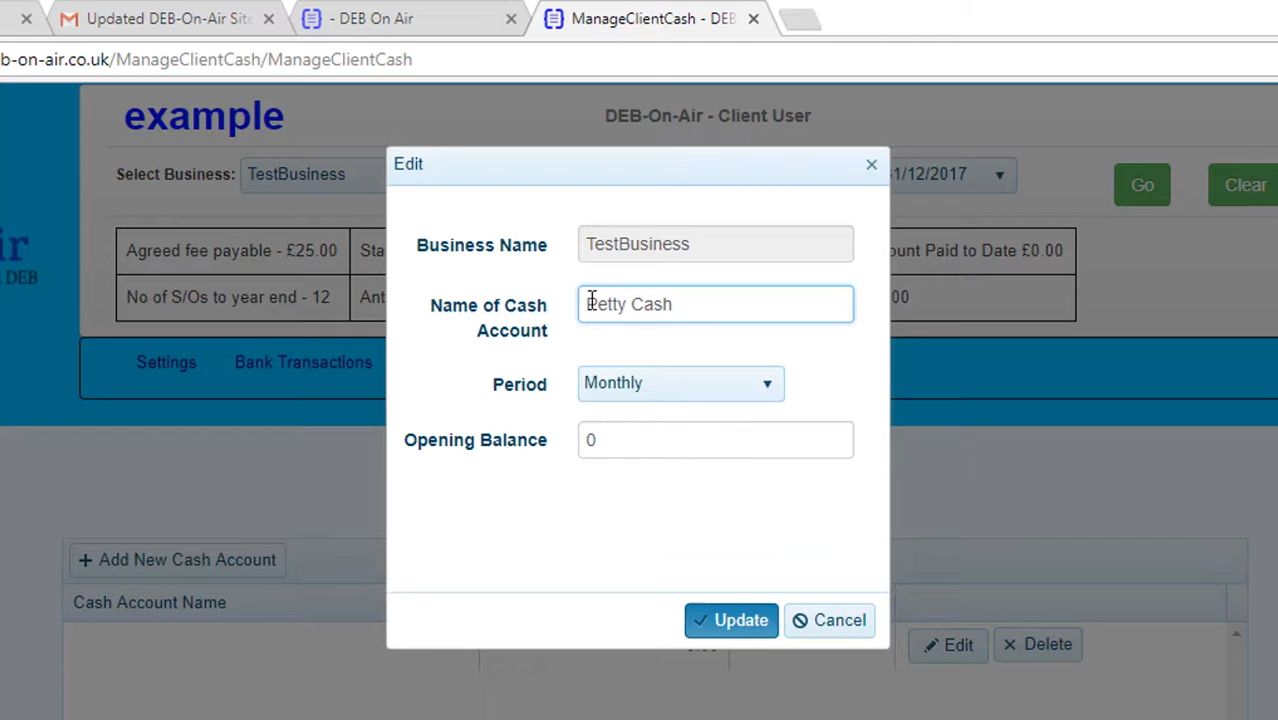 Updated DEB-On-Air Site
- DEB On Air
ManageClientCash - DEB
b-on-air.co.uk/ManageClientCash/ManageClientCash
example
DEB-On-Air - Client User
Select Business:
TestBusiness
1/12/2017
Go
Clear
Agreed fee payable - £25.00
Sta
ount Paid to Date £0.00
No of S/Os to year end - 12
Ant
00
ir
DEB
Settings
Bank Transactions
Edit
Business Name
TestBusiness
Name of Cash
Account
Petty Cash
Period
Monthly
Opening Balance
0
Update
Cancel
+ Add New Cash Account
Cash Account Name
Edit
Delete